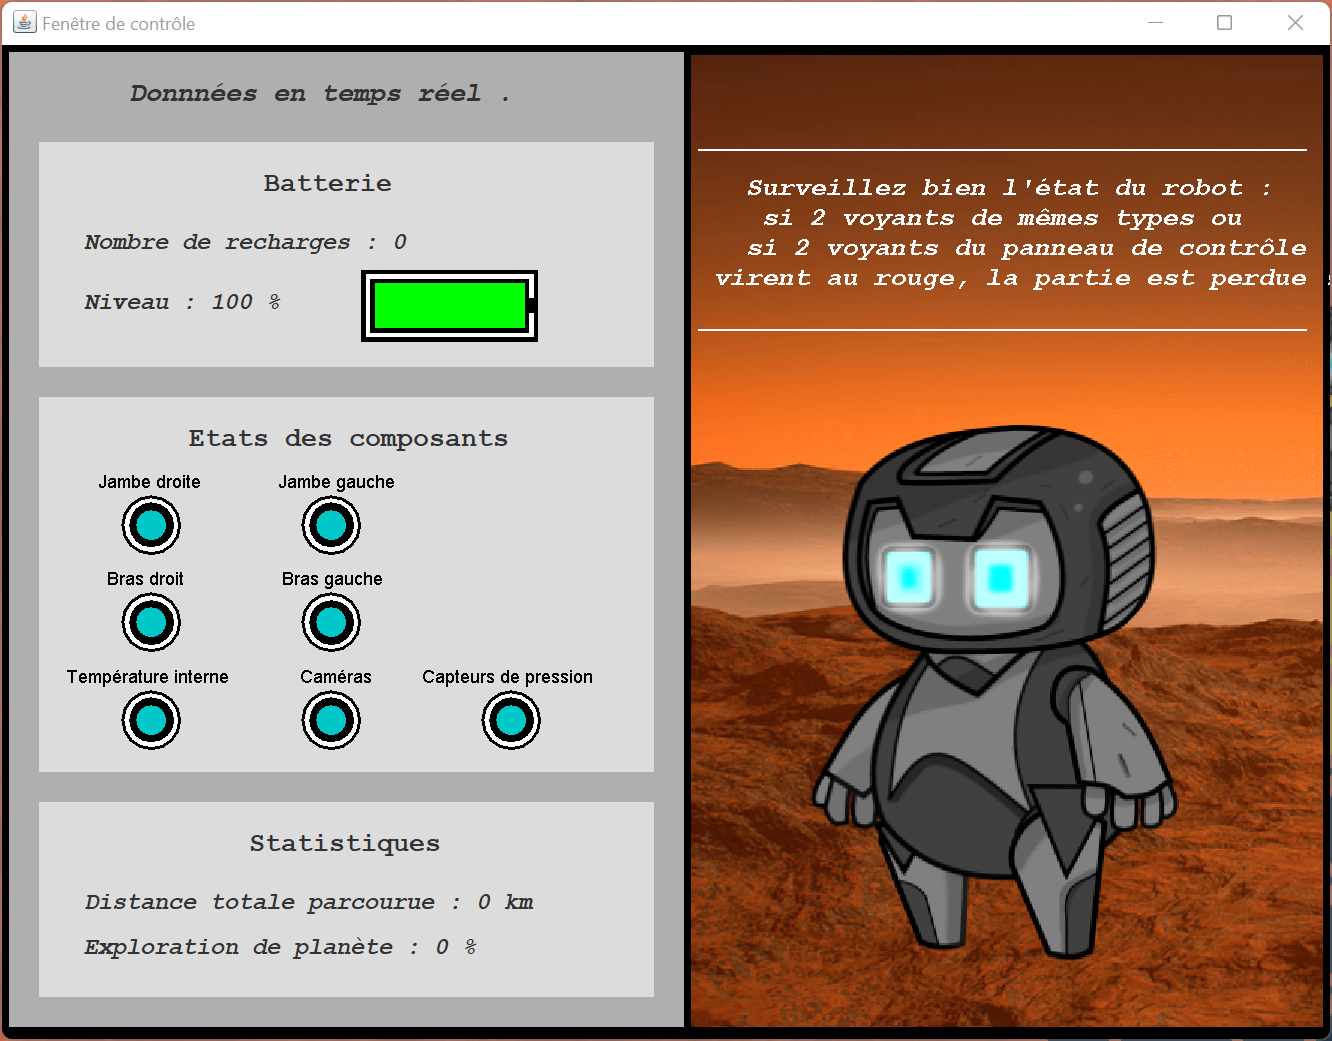 Fenêtre de contrôle
Donnnées en temps réel .
Batterie
Nombre de recharges : 0
Niveau : 100 %
Etats des composants
Jambe droite
Jambe gauche
Bras droit
Bras gauche
Température interne
Caméras
Capteurs de pression
Statistiques
Distance totale parcourue : 0 km
Exploration de planète : 0 %
Surveillez bien l'état du robot :
si 2 voyants de mêmes types ou
si 2 voyants du panneau de contrôle
virent au rouge, la partie est perdue